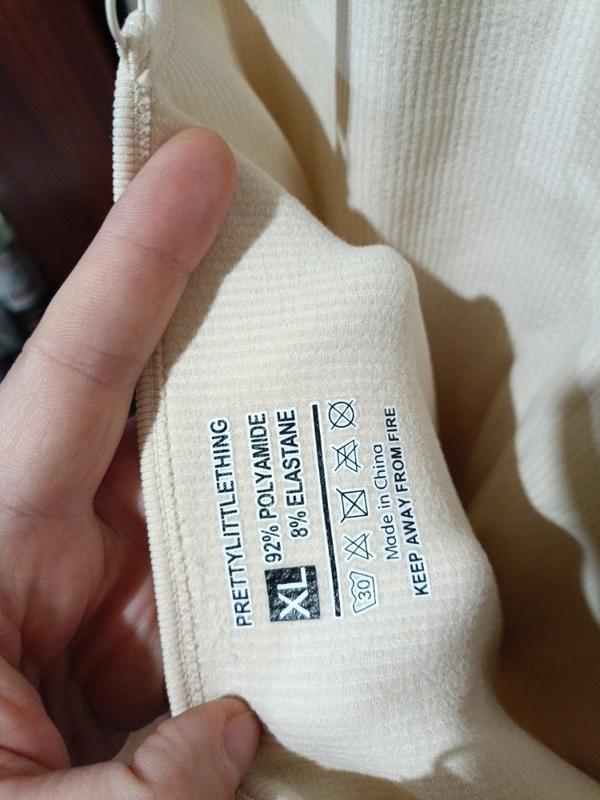 PRETTYLITTLETHING
XL
92% POLYAMIDE
8% ELASTANE
30
Made in China
KEEP AWAY FROM FIRE